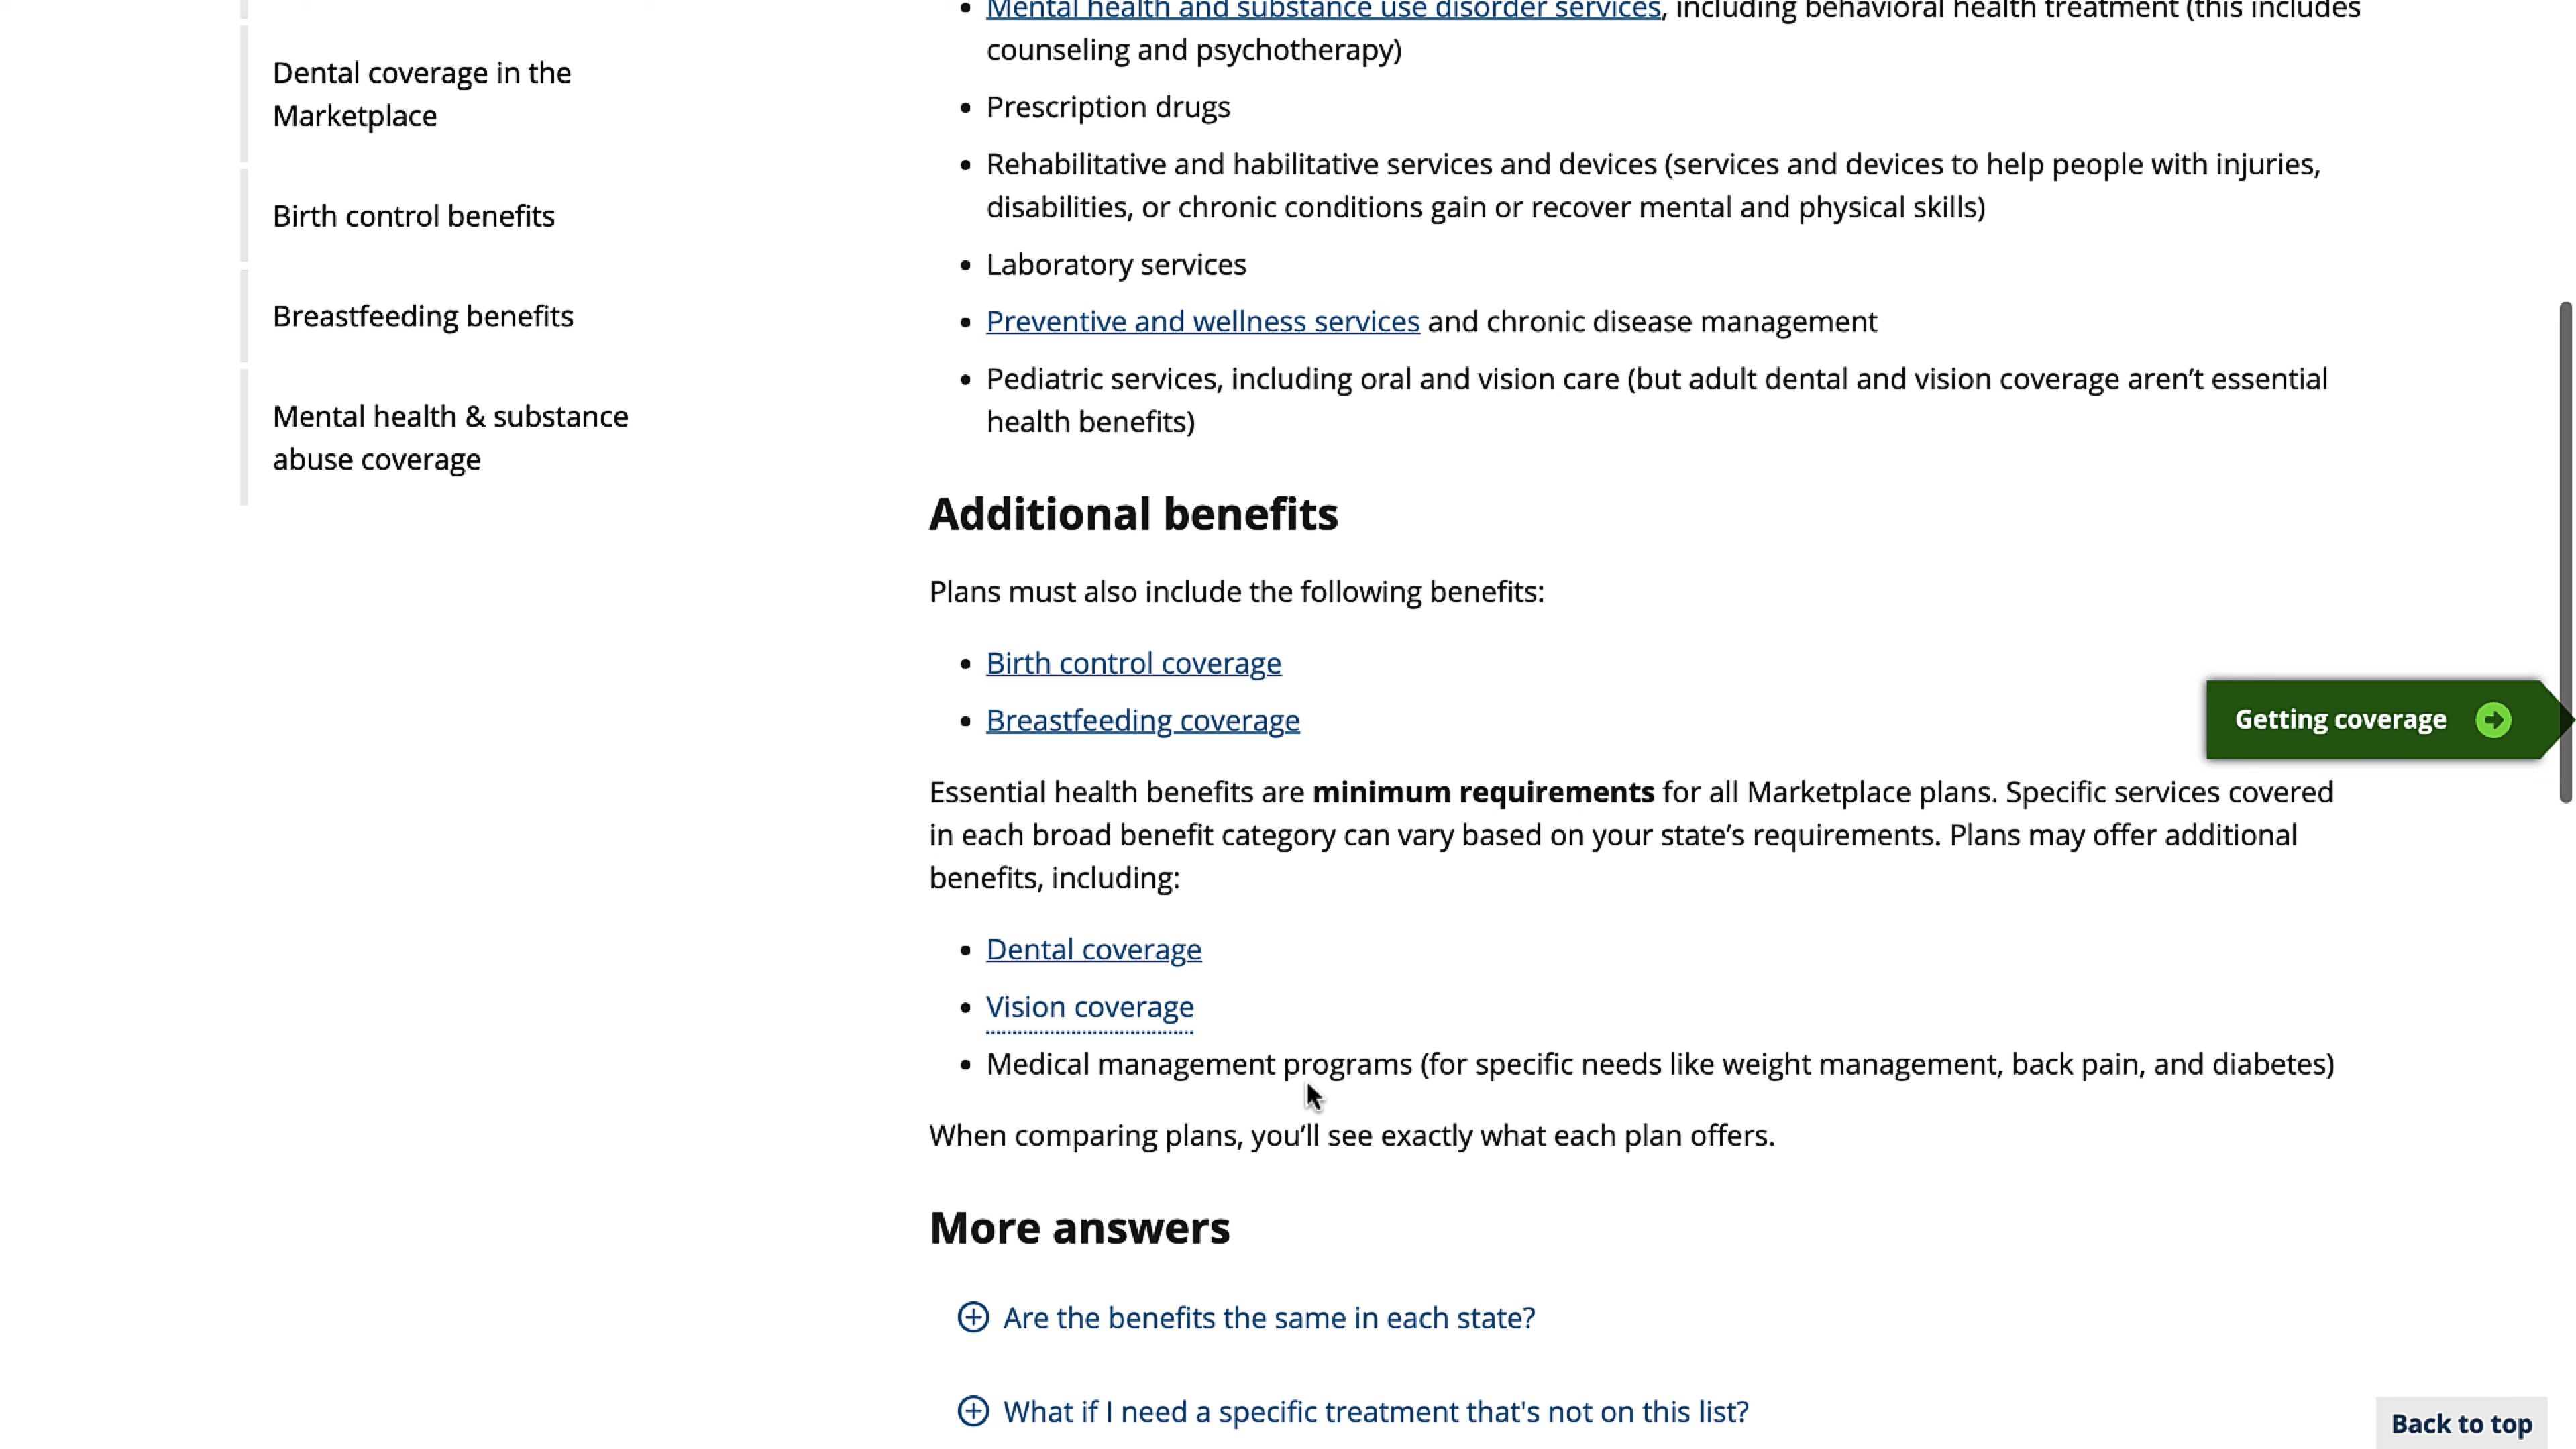 Dental coverage in the
Marketplace
Birth control benefits
Breastfeeding benefits
Mental health & substance
abuse coverage
Mental health and substance use disorder services, including behavioral health treatment (this includes
counseling and psychotherapy)
Prescription drugs
Rehabilitative and habilitative services and devices (services and devices to help people with injuries,
disabilities, or chronic conditions gain or recover mental and physical skills)
Laboratory services
Preventive and wellness services and chronic disease management
Pediatric services, including oral and vision care (but adult dental and vision coverage aren’t essential
health benefits)
Additional benefits
Plans must also include the following benefits:
Birth control coverage
Breastfeeding coverage
Getting coverage
Essential health benefits are minimum requirements for all Marketplace plans. Specific services covered
in each broad benefit category can vary based on your state’s requirements. Plans may offer additional
benefits, including:
Dental coverage
Vision coverage
Medical management programs (for specific needs like weight management, back pain, and diabetes)
When comparing plans, you’ll see exactly what each plan offers.
More answers
Are the benefits the same in each state?
What if I need a specific treatment that's not on this list?
Back to top